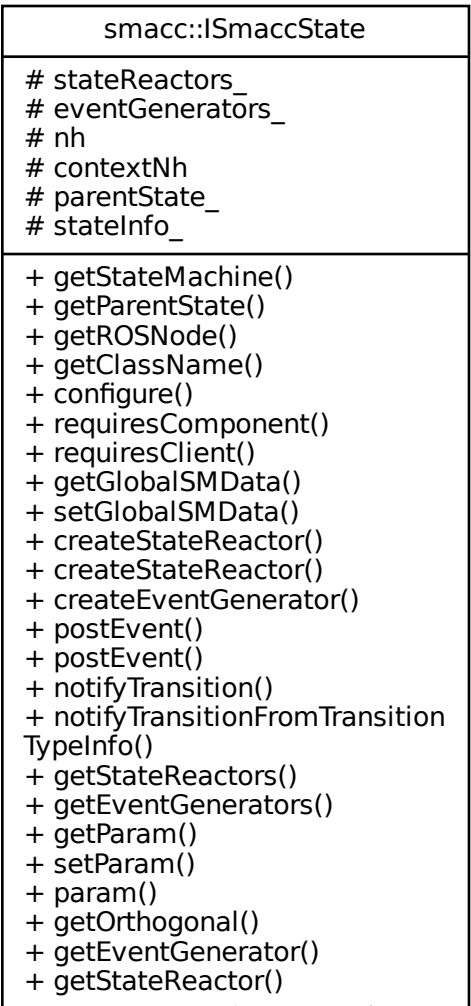 smacc::ISmaccState
# stateReactors_
# eventGenerators_
# nh
# contextNh
# parentState_
# stateInfo_
+ getStateMachine()
+ getParentState()
+ getROSNode()
+ getClassName()
+ configure()
+ requiresComponent()
+ requiresClient()
+ getGlobalSMData()
+ setGlobalSMData()
+ createStateReactor()
+ createStateReactor()
+ createEventGenerator()
+ postEvent()
+ postEvent()
+ notifyTransition()
+ notifyTransitionFromTransition
TypeInfo()
+ getStateReactors()
+ getEventGenerators()
+ getParam()
+ setParam()
+ param()
+ getOrthogonal()
+ getEventGenerator()
+ getStateReactor()